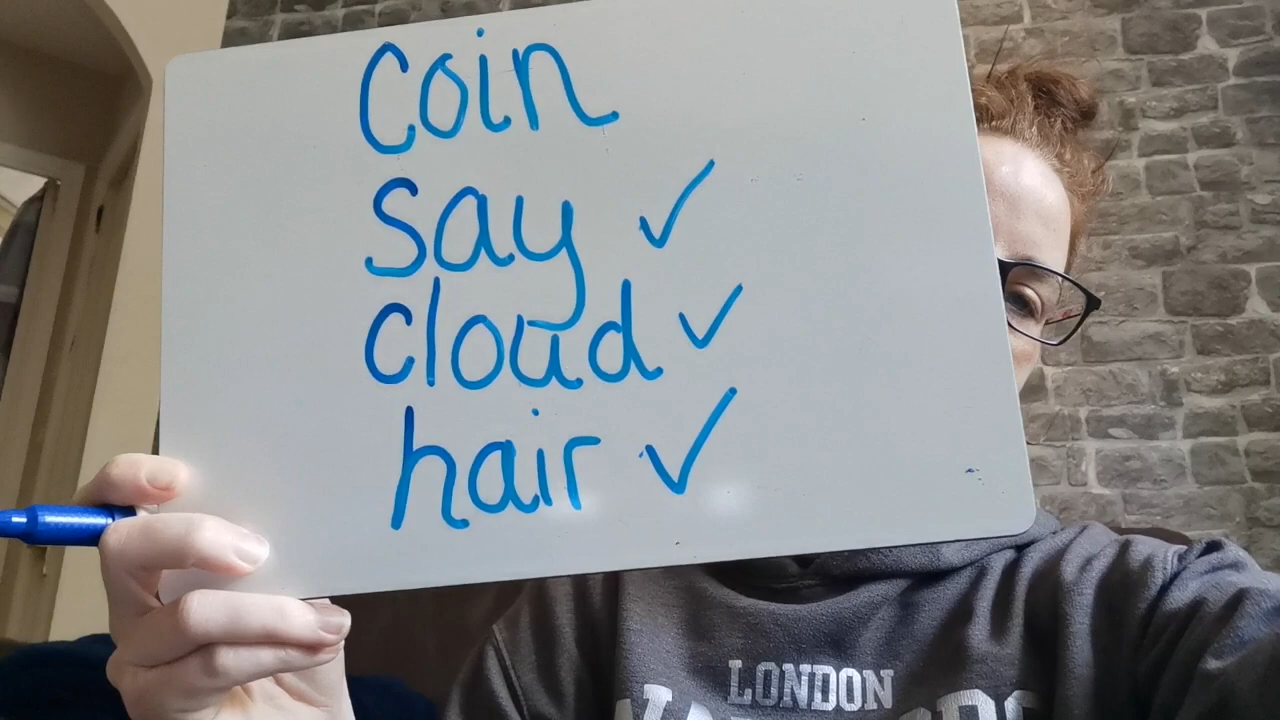 coin
say ✓
cloud ✓
hair ✓
LONDON